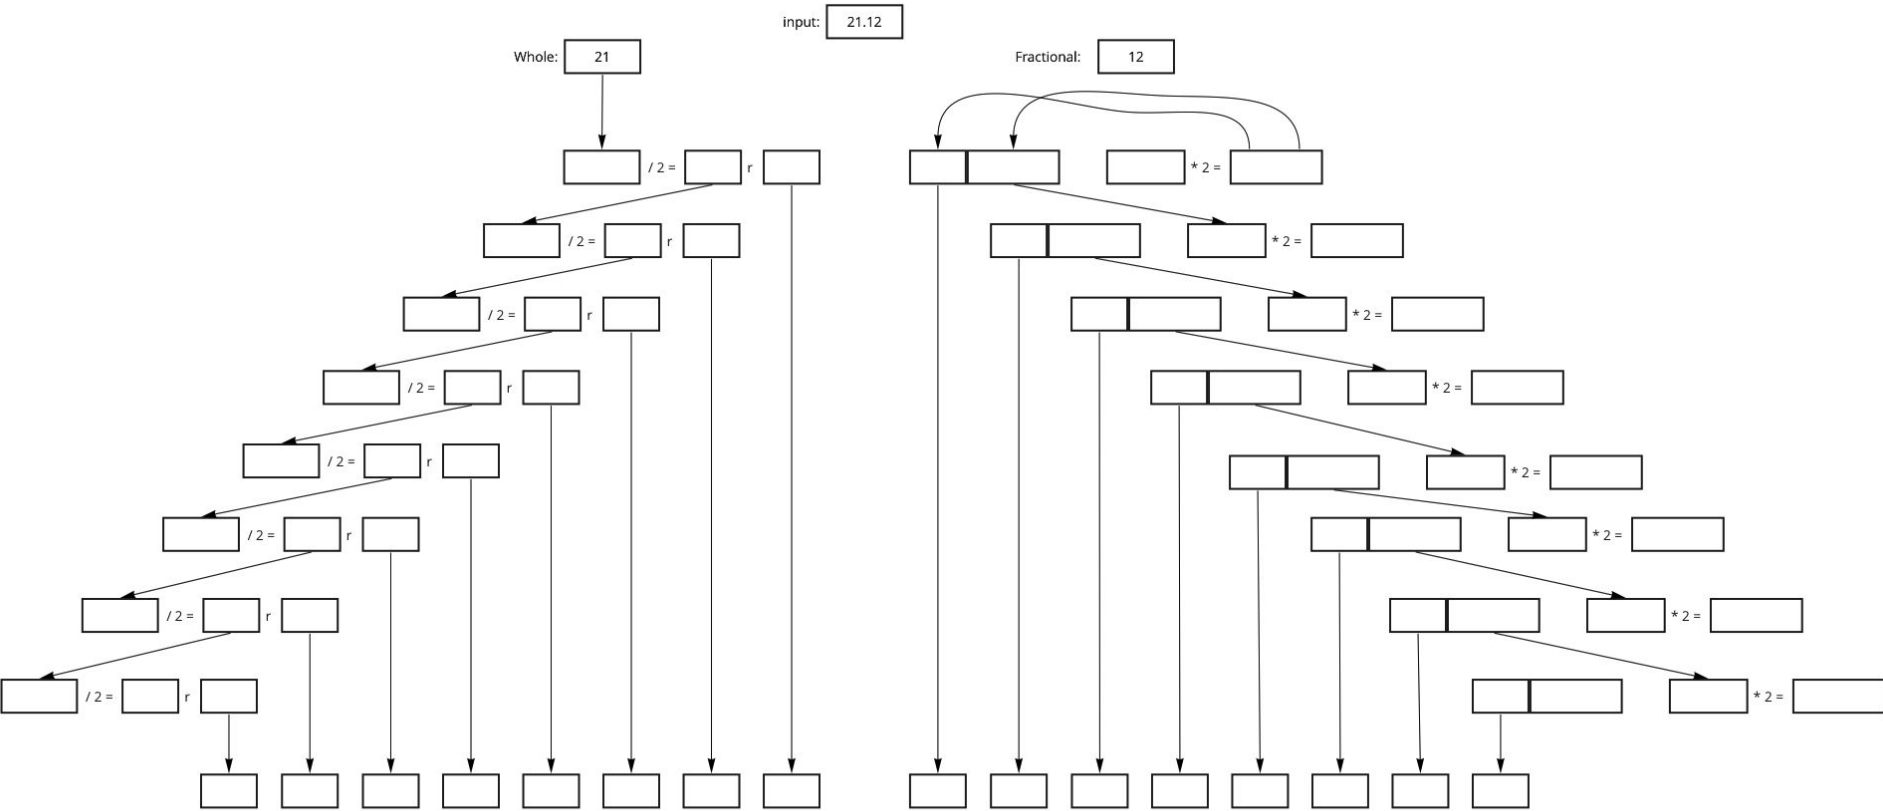 input: 21.12
Whole: 21
Fractional: 12
/ 2 = r
* 2 =
/ 2 = r
* 2 =
/ 2 = r
* 2 =
/ 2 = r
* 2 =
/ 2 = r
* 2 =
/ 2 = r
* 2 =
/ 2 = r
* 2 =
/ 2 = r
* 2 =